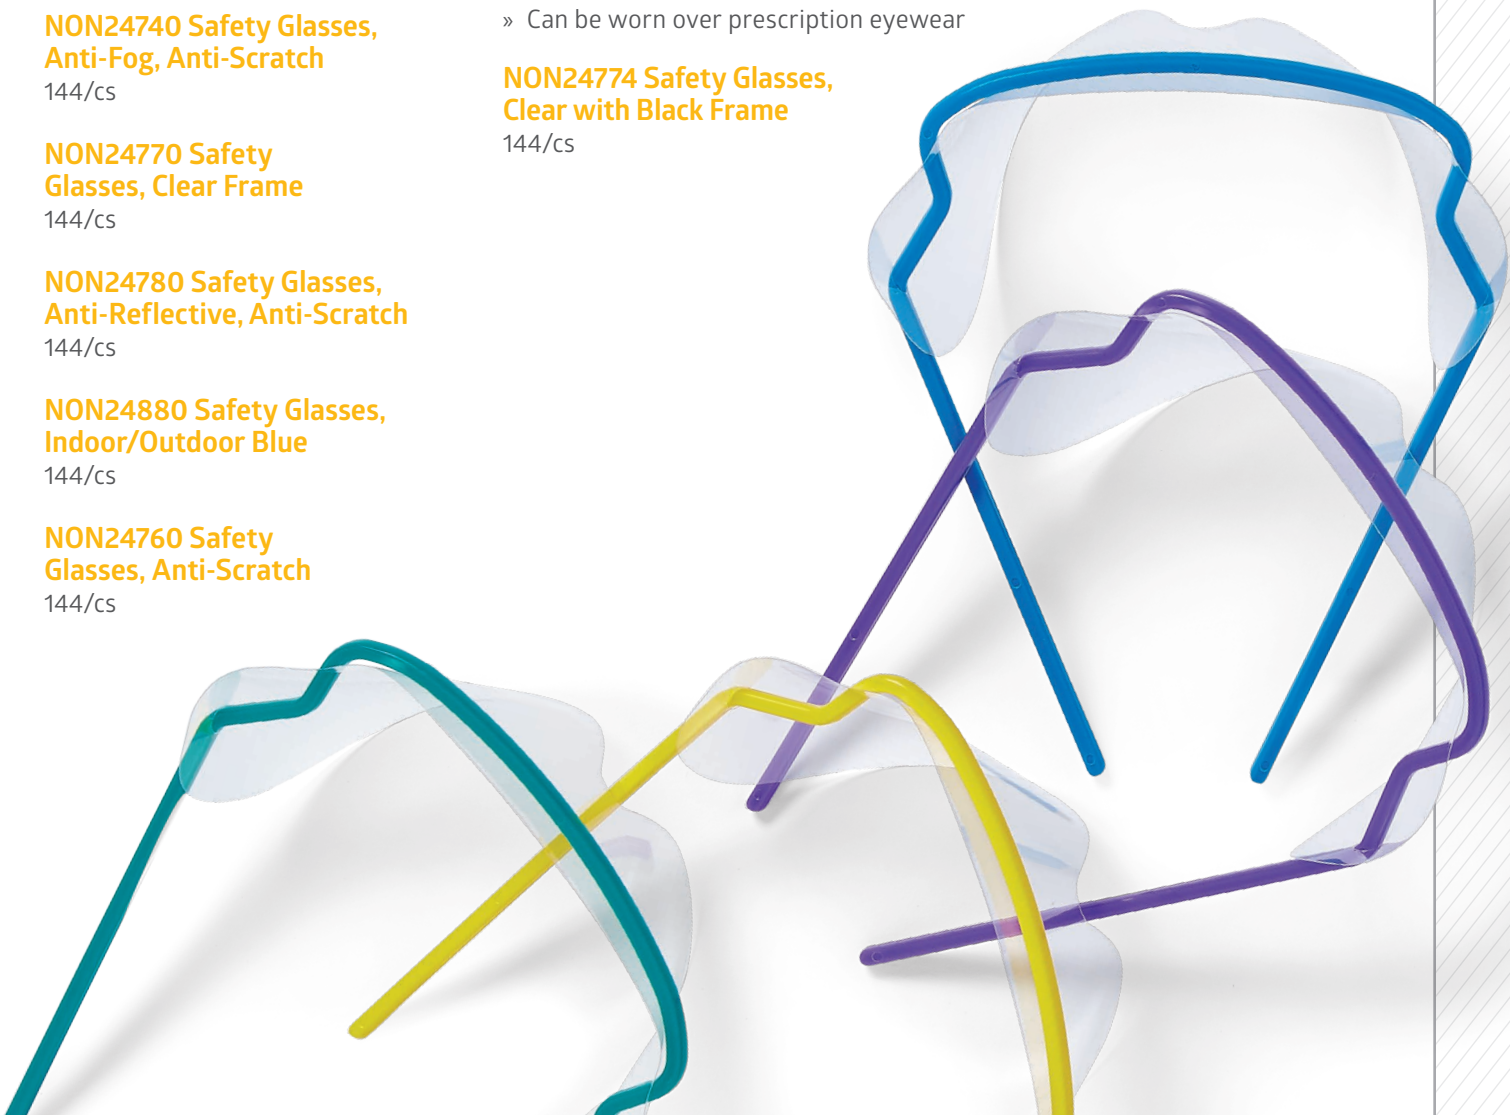 NON24740 Safety Glasses,
Anti-Fog, Anti-Scratch
144/cs
NON24770 Safety
Glasses, Clear Frame
144/cs
NON24780 Safety Glasses,
Anti-Reflective, Anti-Scratch
144/cs
NON24880 Safety Glasses,
Indoor/Outdoor Blue
144/cs
NON24760 Safety
Glasses, Anti-Scratch
144/cs
» Can be worn over prescription eyewear
NON24774 Safety Glasses,
Clear with Black Frame
144/cs